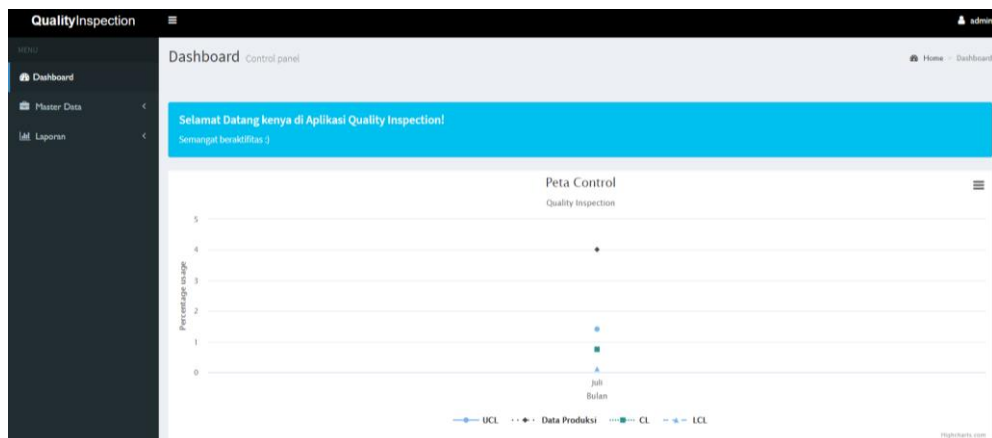 QualityInspection
admin
MENU
Dashboard
Master Data
Laporan
Dashboard Control panel
Home > Dashboard
Selamat Datang kenya di Aplikasi Quality Inspection!
Semangat beraktifitas :)
Peta Control
Quality Inspection
5
4
3
2
1
0
Percentage usage
Juli
Bulan
UCL Data Produksi CL LCL
Highcharts.com